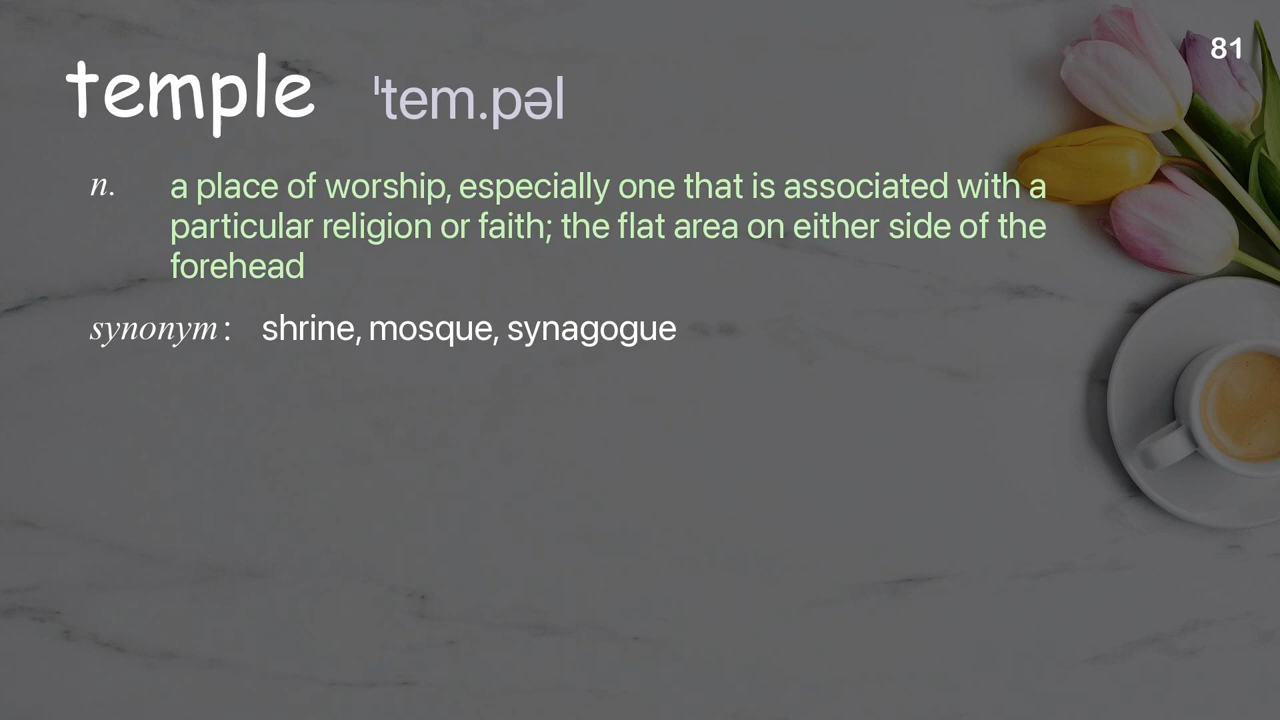 81
temple ˈtem.pəl
n. a place of worship, especially one that is associated with a
particular religion or faith; the flat area on either side of the
forehead
synonym: shrine, mosque, synagogue